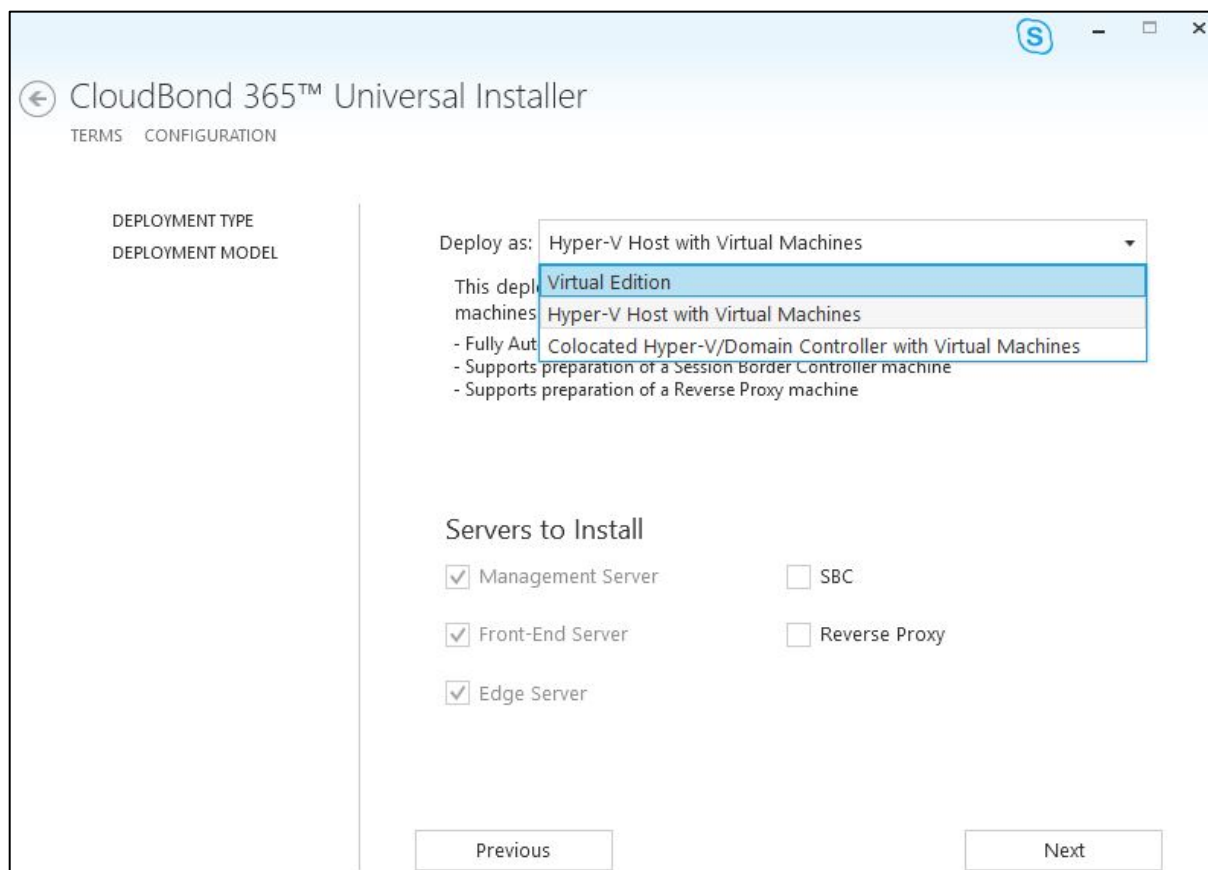 S
CloudBond 365™ Universal Installer
TERMS CONFIGURATION
DEPLOYMENT TYPE
DEPLOYMENT MODEL
Deploy as: Hyper-V Host with Virtual Machines
Virtual Edition
This depl
Hyper-V Host with Virtual Machines
machines
Colocated Hyper-V/Domain Controller with Virtual Machines
- Fully Aut
- Supports preparation of a Session Border Controller machine
- Supports preparation of a Reverse Proxy machine
Servers to Install
Management Server SBC
Front-End Server Reverse Proxy
Edge Server
Previous Next